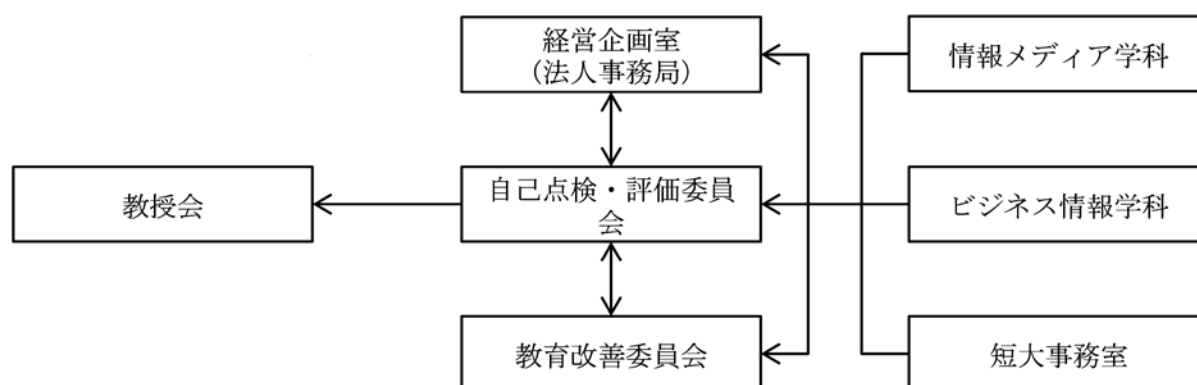 経営企画室
（法人事務局）
情報メディア学科
教授会
自己点検・評価委員
会
ビジネス情報学科
教育改善委員会
短大事務室